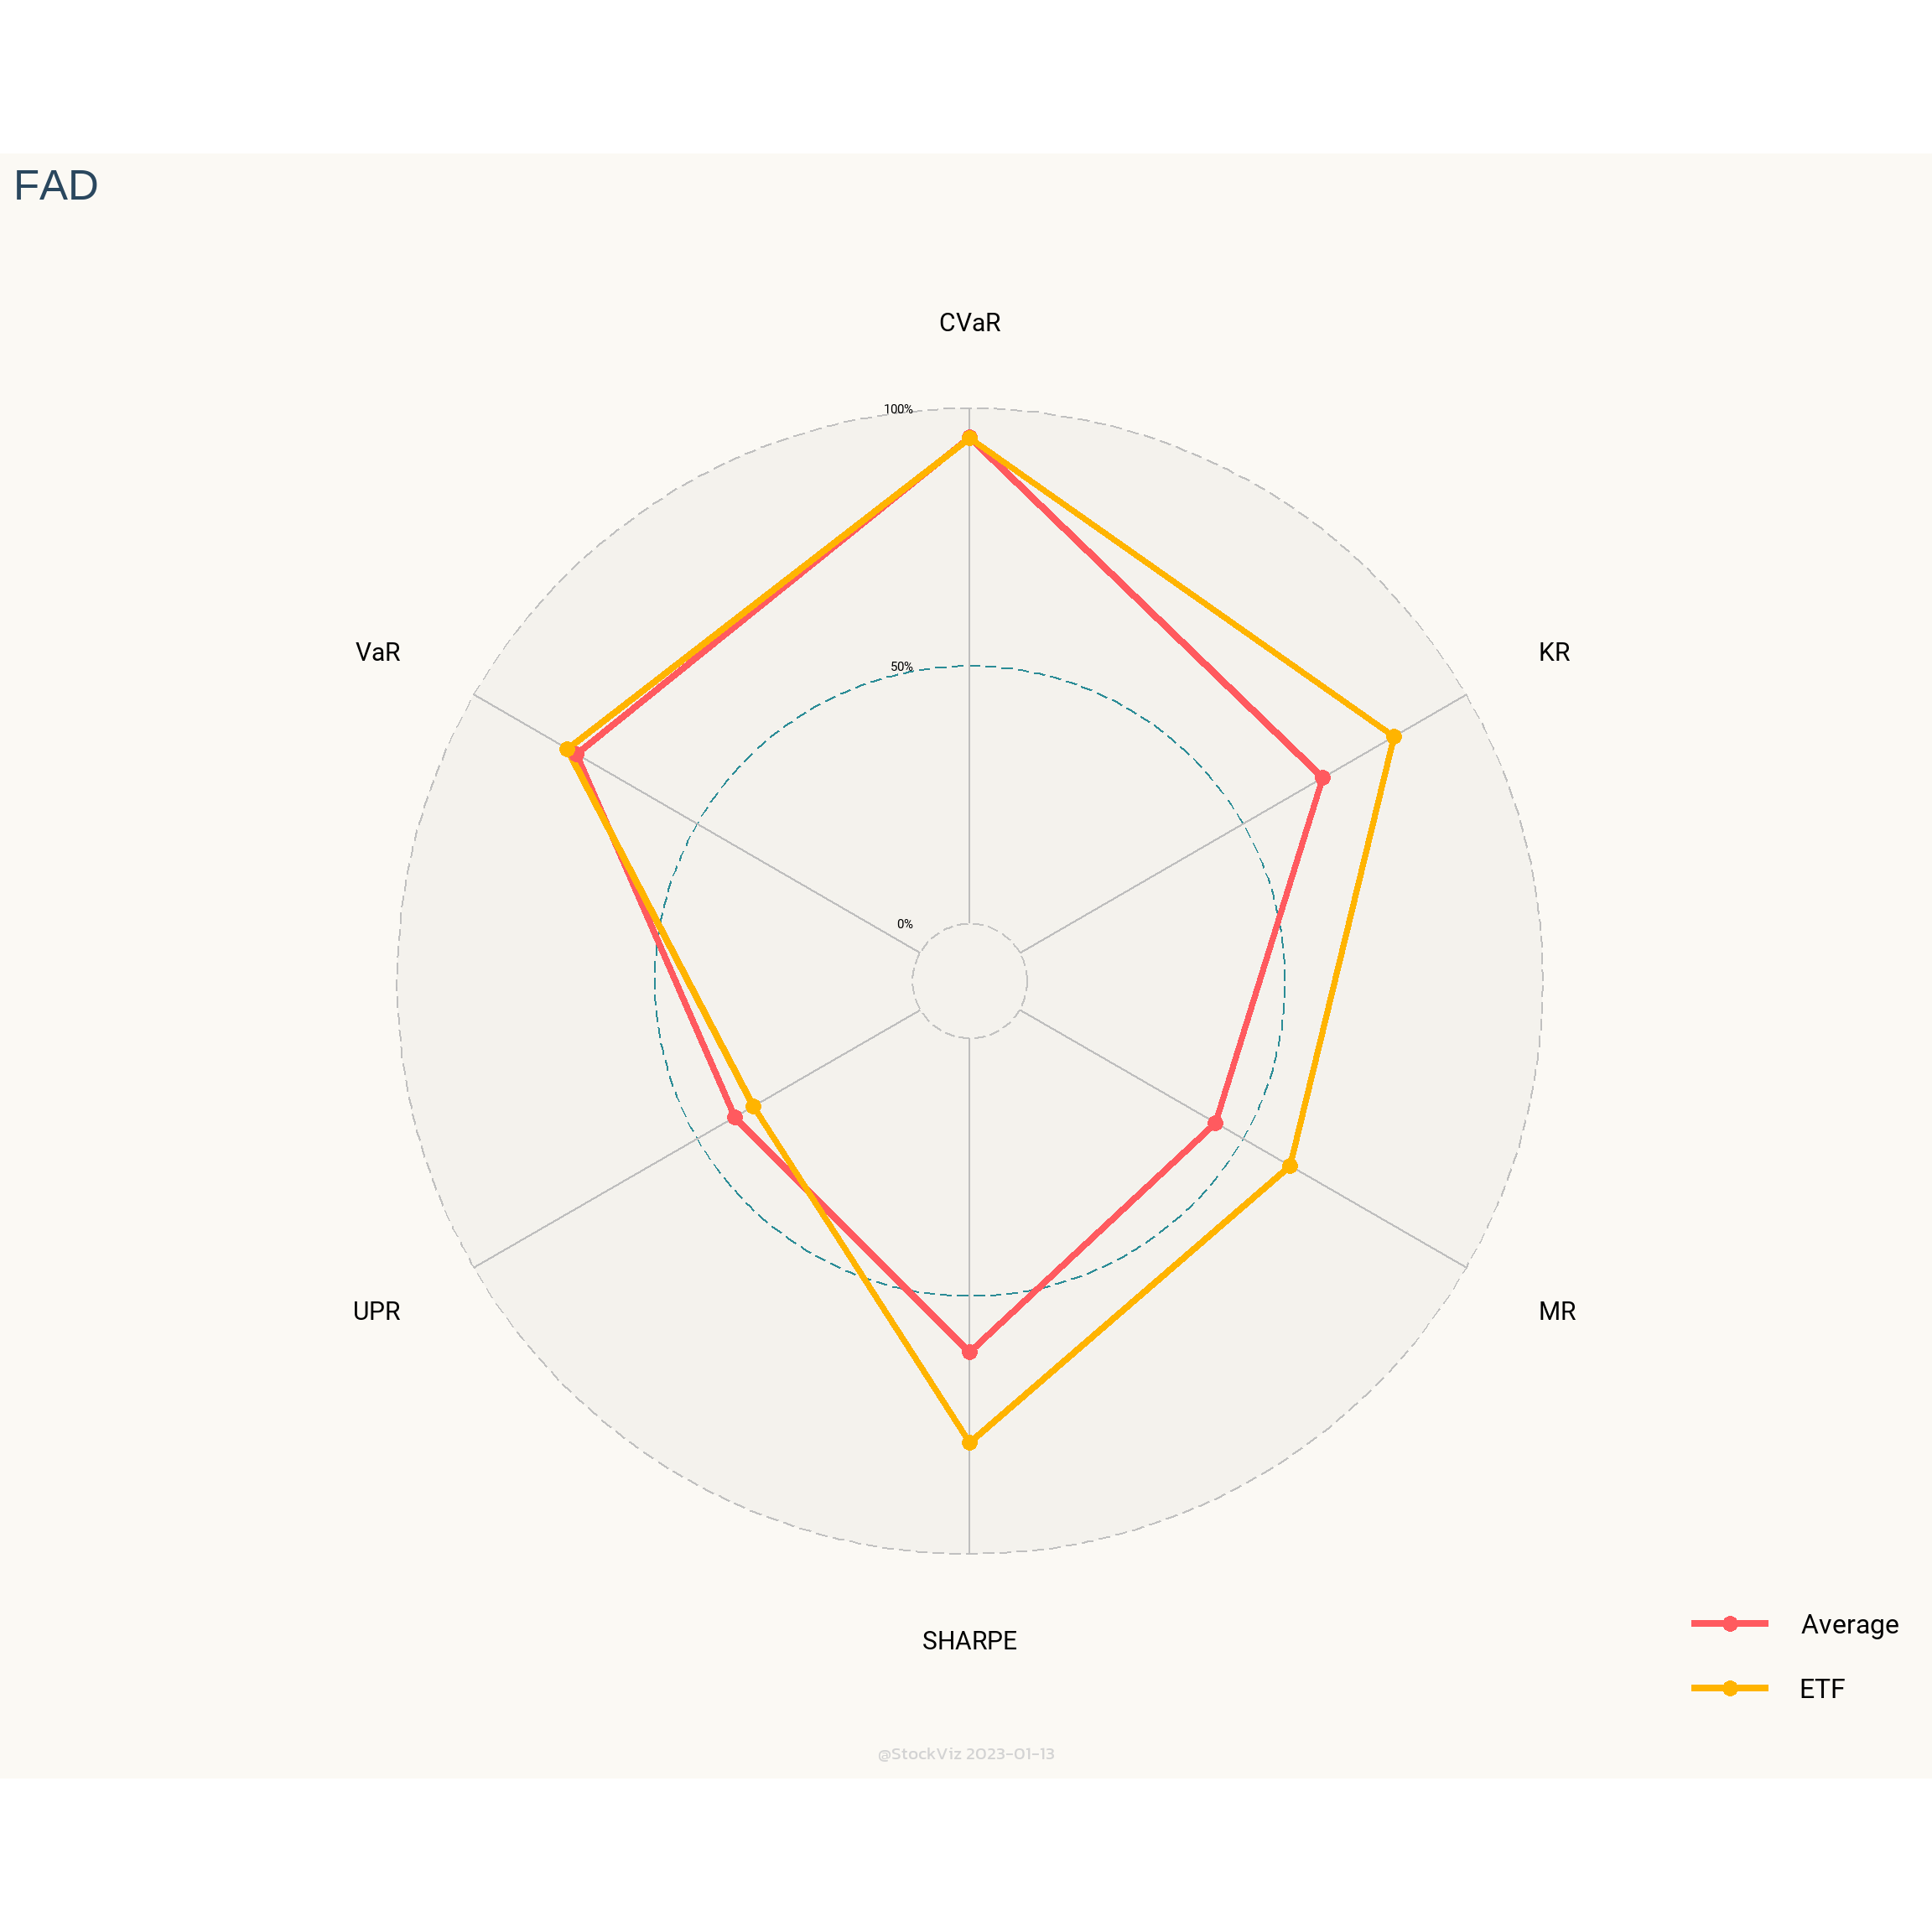 FAD
CVaR
100%
KR
VaR
50%
0%
UPR
MR
SHARPE
Average
ETF
@StockViz 2023-01-13